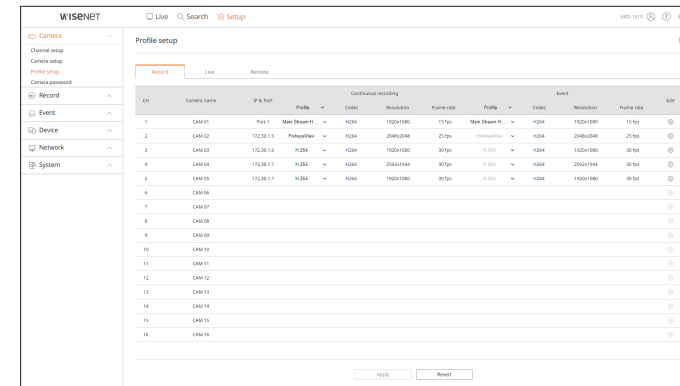 WISENET Live Search Setup ARD-1610
Camera
Channel setup
Camera setup
Profile setup
Camera password
Record
Event
Device
Network
System
Profile setup
Record Live Remote
CH Camera name IP & Port Continuous recording Event Edit
Profile Codec Resolution Frame rate Profile Codec Resolution Frame rate
1 CAM 01 Port 1 Main Stream H... H264 1920x1080 15 fps Main Stream H... H264 1920x1080 15 fps
2 CAM 02 172.30.1.5 FisheyeView H264 2048x2048 25 fps FisheyeView H264 2048x2048 25 fps
3 CAM 03 172.30.1.6 H.264 H264 1920x1080 30 fps H.264 H264 1920x1080 30 fps
4 CAM 04 172.30.1.7 H.264 H264 2592x1944 30 fps H.264 H264 2592x1944 30 fps
5 CAM 05 172.30.1.7 H.264 H264 1920x1080 30 fps H.264 H264 1920x1080 30 fps
6 CAM 06
7 CAM 07
8 CAM 08
9 CAM 09
10 CAM 10
11 CAM 11
12 CAM 12
13 CAM 13
14 CAM 14
15 CAM 15
16 CAM 16
Apply Revert